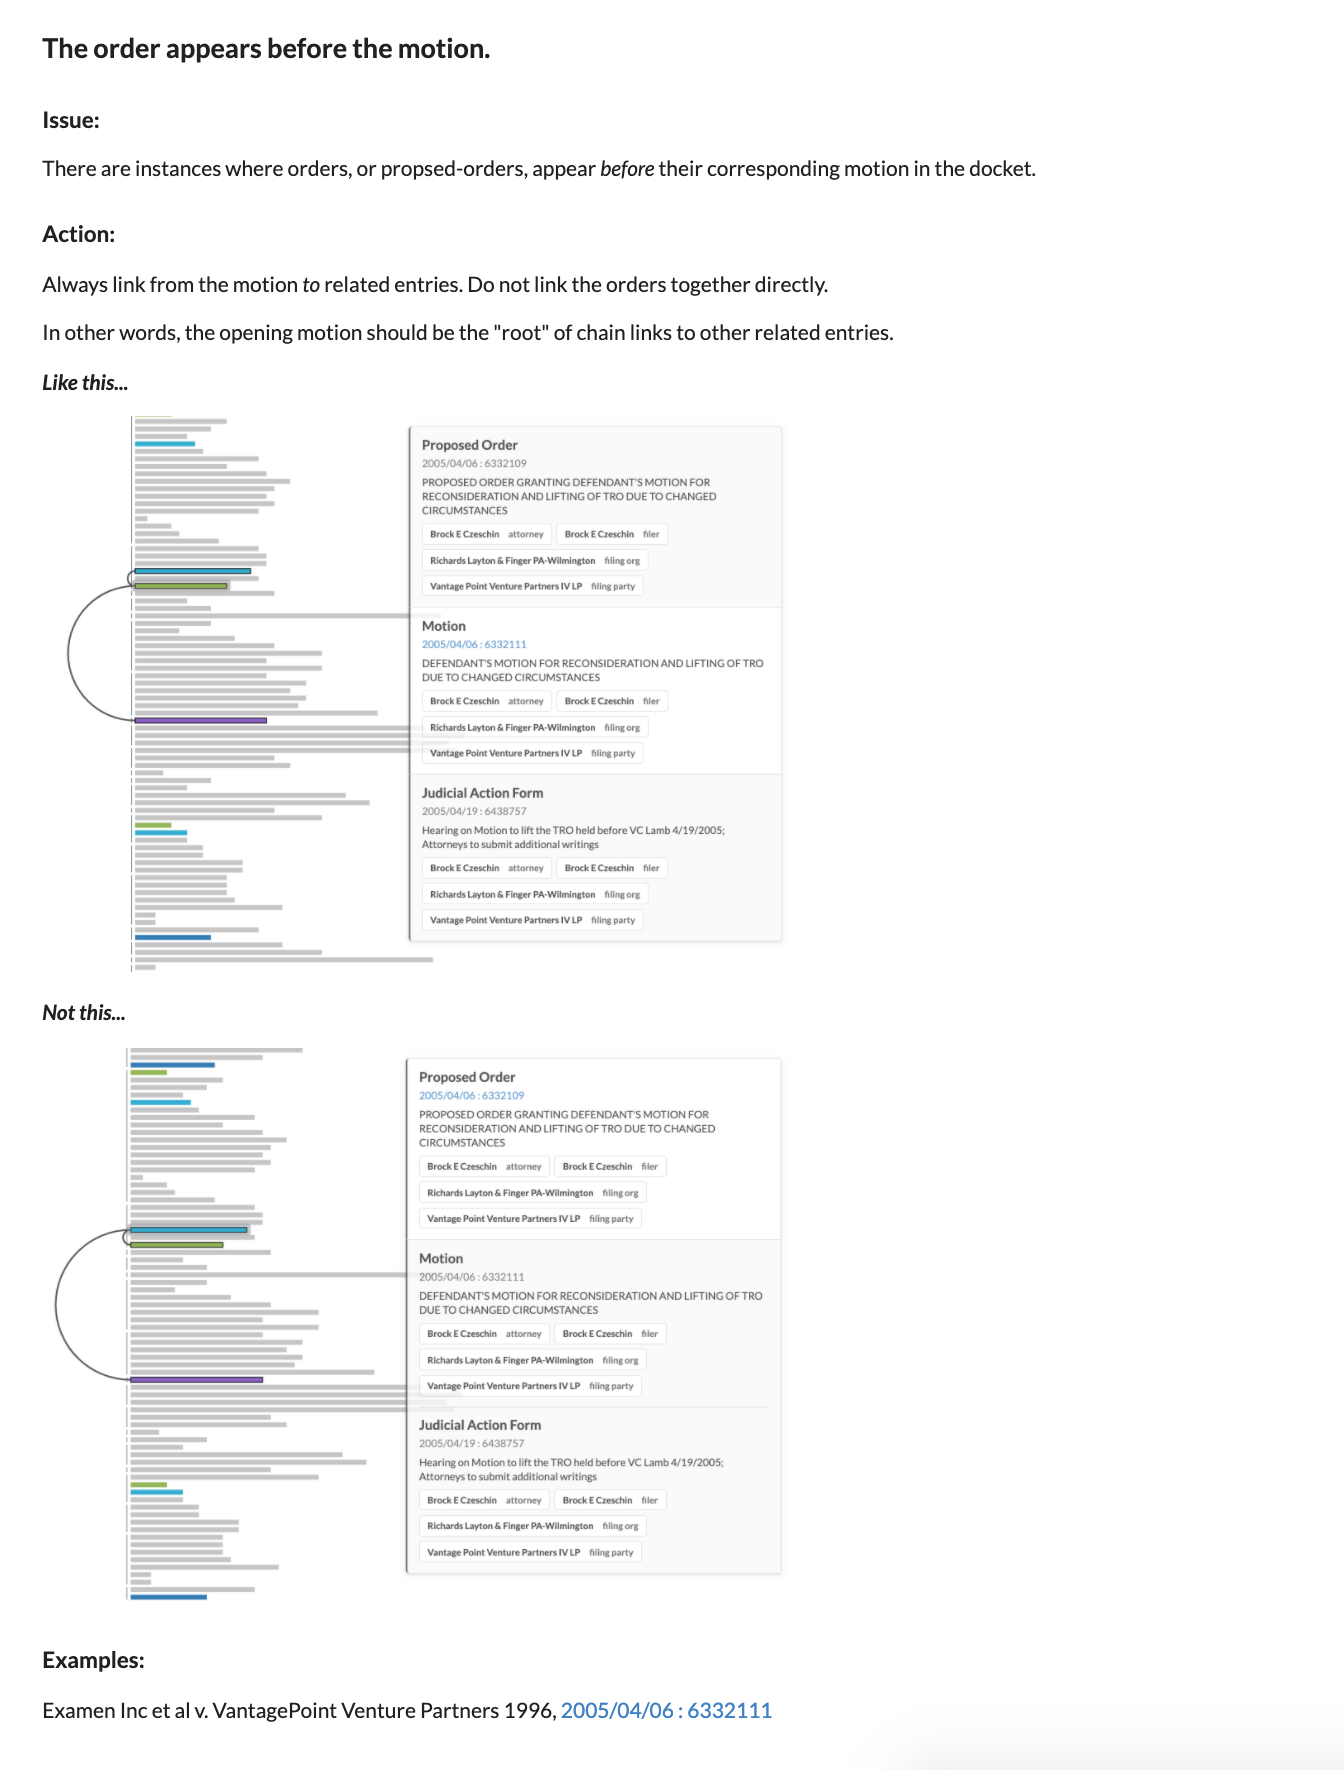 The order appears before the motion.
Issue:
There are instances where orders, or propsed-orders, appear before their corresponding motion in the docket.
Action:
Always link from the motion to related entries. Do not link the orders together directly.
In other words, the opening motion should be the "root" of chain links to other related entries.
Like this...
Proposed Order
2005/04/06 : 6332109
PROPOSED ORDER GRANTING DEFENDANT'S MOTION FOR
RECONSIDERATION AND LIFTING OF TRO DUE TO CHANGED
CIRCUMSTANCES
Brock E Czeschin attorney Brock E Czeschin filer
Richards Layton & Finger PA-Wilmington filing org
Vantage Point Venture Partners IV LP filing party
Motion
2005/04/06 : 6332111
DEFENDANT'S MOTION FOR RECONSIDERATION AND LIFTING OF TRO
DUE TO CHANGED CIRCUMSTANCES
Brock E Czeschin attorney Brock E Czeschin filer
Richards Layton & Finger PA-Wilmington filing org
Vantage Point Venture Partners IV LP filing party
Judicial Action Form
2005/04/19 : 6438757
Hearing on Motion to lift the TRO held before VC Lamb 4/19/2005;
Attorneys to submit additional writings
Brock E Czeschin attorney Brock E Czeschin filer
Richards Layton & Finger PA-Wilmington filing org
Vantage Point Venture Partners IV LP filing party
Not this...
Proposed Order
2005/04/06 : 6332109
PROPOSED ORDER GRANTING DEFENDANT'S MOTION FOR
RECONSIDERATION AND LIFTING OF TRO DUE TO CHANGED
CIRCUMSTANCES
Brock E Czeschin attorney Brock E Czeschin filer
Richards Layton & Finger PA-Wilmington filing org
Vantage Point Venture Partners IV LP filing party
Motion
2005/04/06 : 6332111
DEFENDANT'S MOTION FOR RECONSIDERATION AND LIFTING OF TRO
DUE TO CHANGED CIRCUMSTANCES
Brock E Czeschin attorney Brock E Czeschin filer
Richards Layton & Finger PA-Wilmington filing org
Vantage Point Venture Partners IV LP filing party
Judicial Action Form
2005/04/19 : 6438757
Hearing on Motion to lift the TRO held before VC Lamb 4/19/2005;
Attorneys to submit additional writings
Brock E Czeschin attorney Brock E Czeschin filer
Richards Layton & Finger PA-Wilmington filing org
Vantage Point Venture Partners IV LP filing party
Examples:
Examen Inc et al v. VantagePoint Venture Partners 1996, 2005/04/06 : 6332111